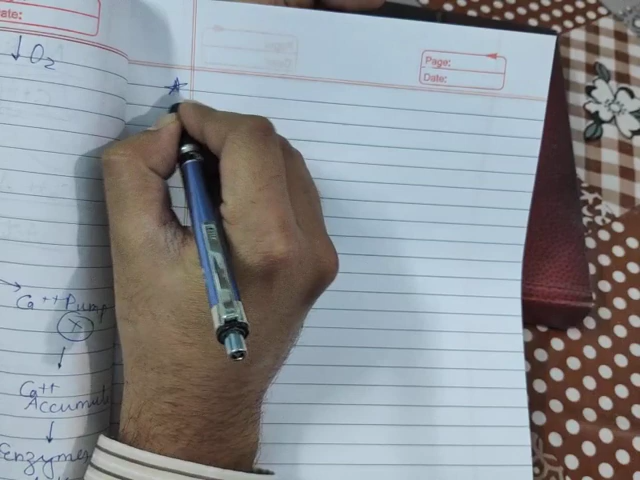 ate:
↓O₂
Ca⁺⁺ Pump
X
↓
Ca⁺⁺
Accumul
↓
Enzymes
Page:
Date: